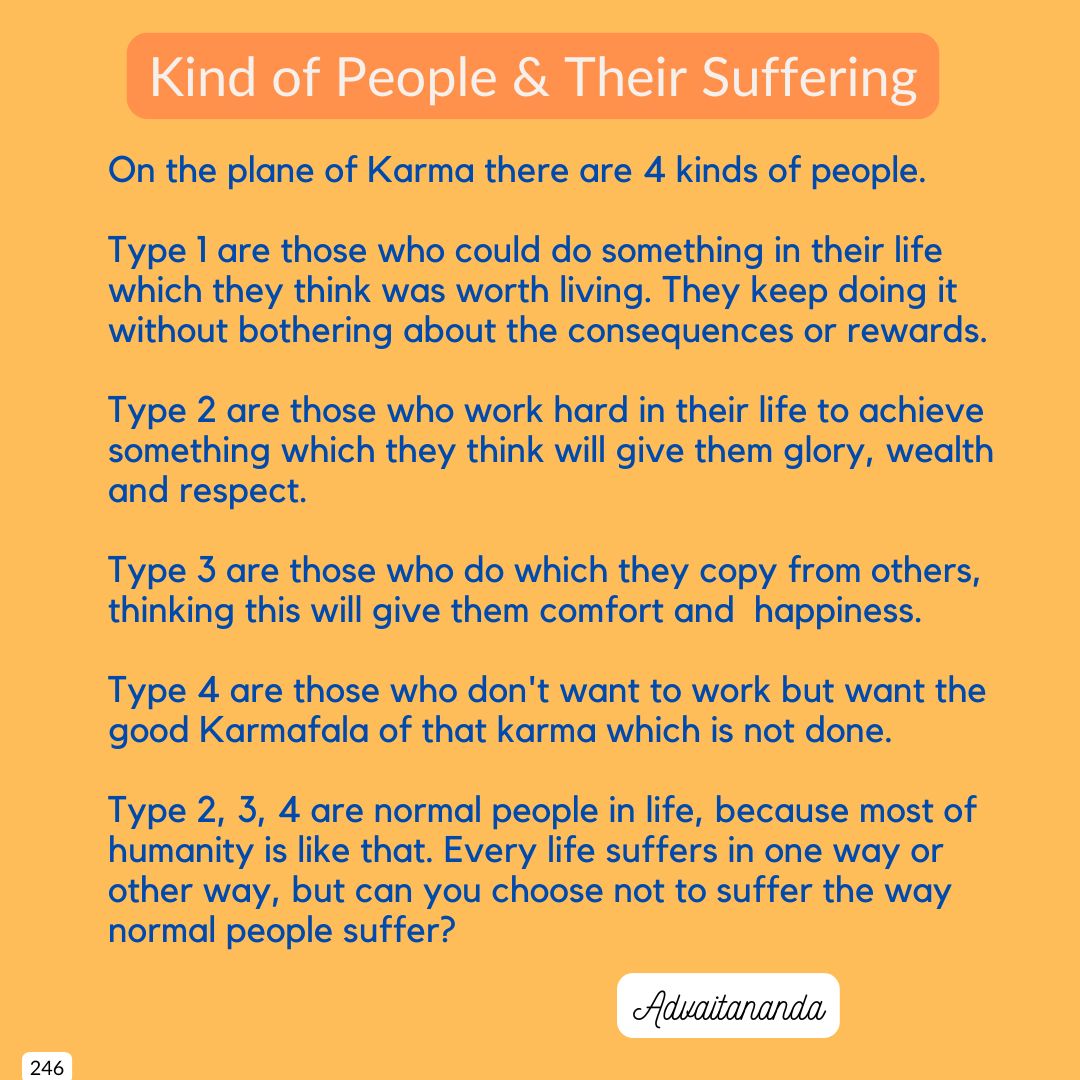 Kind of People & Their Suffering
On the plane of Karma there are 4 kinds of people.
Type 1 are those who could do something in their life
which they think was worth living. They keep doing it
without bothering about the consequences or rewards.
Type 2 are those who work hard in their life to achieve
something which they think will give them glory, wealth
and respect.
Type 3 are those who do which they copy from others,
thinking this will give them comfort and  happiness.
Type 4 are those who don't want to work but want the
good Karmafala of that karma which is not done.
Type 2, 3, 4 are normal people in life, because most of
humanity is like that. Every life suffers in one way or
other way, but can you choose not to suffer the way
normal people suffer?
Advaitananda
246